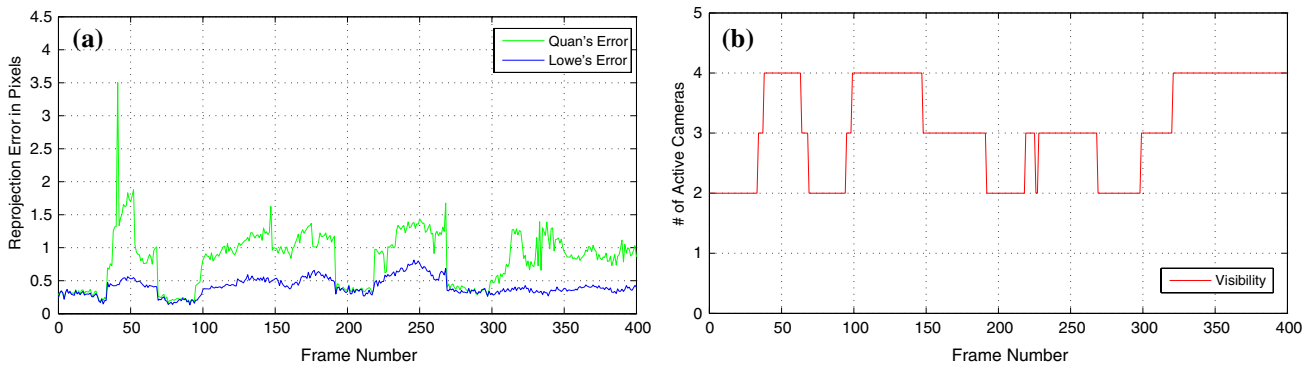 (a)
Quan's Error
Lowe's Error
Reprojection Error in Pixels
4.5
4
3.5
3
2.5
2
1.5
1
0.5
0
0 50 100 150 200 250 300 350 400
Frame Number
(b)
# of Active Cameras
5
4
3
2
1
0
Visibility
0 50 100 150 200 250 300 350 400
Frame Number